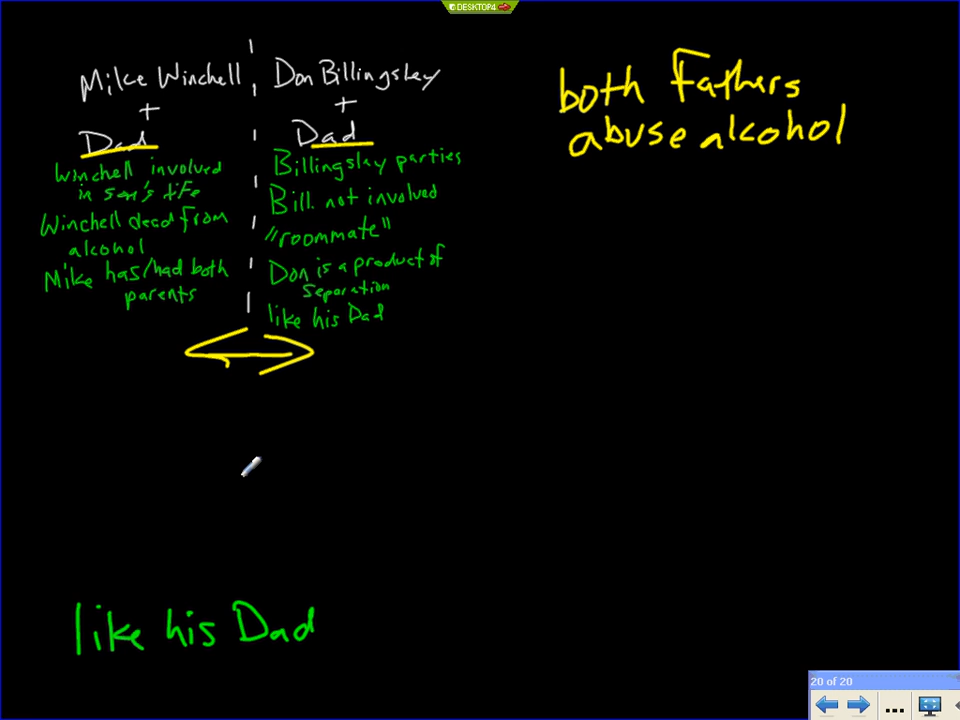 DESKTOP4
Mike Winchell
+
Dad
Winchell involved
in son's life
Winchell dead from
alcohol
Mike has/had both
parents
Don Billingsley
+
Dad
Billingslay parties
Bill. not involved
"roommate"
Don is a product of
separation
like his Dad
both Fathers
abuse alcohol
like his Dad
20 of 20
...